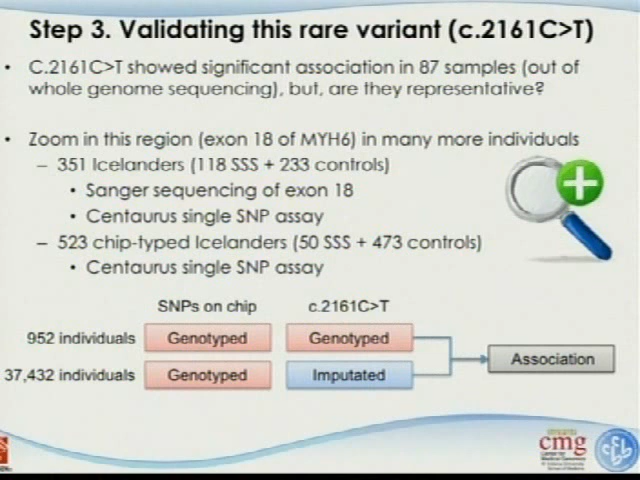 Step 3. Validating this rare variant (c.2161C>T)
• C.2161C>T showed significant association in 87 samples (out of
whole genome sequencing), but, are they representative?
• Zoom in this region (exon 18 of MYH6) in many more individuals
– 351 Icelanders (118 SSS + 233 controls)
• Sanger sequencing of exon 18
• Centaurus single SNP assay
– 523 chip-typed Icelanders (50 SSS + 473 controls)
• Centaurus single SNP assay
SNPs on chip c.2161C>T
952 individuals Genotyped Genotyped
Association
37,432 individuals Genotyped Imputated
cmg